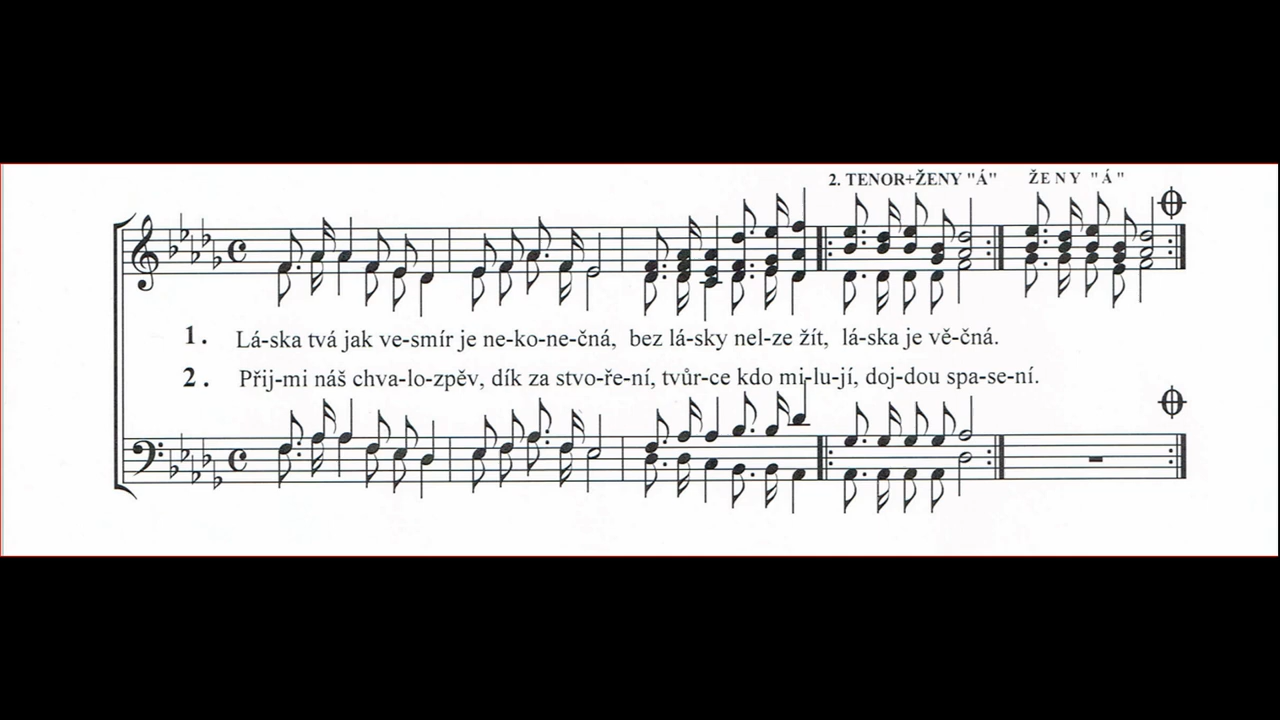 2. TENOR+ŽENY "Á" ŽENY "Á"
1. Lá-ska tvá jak ve-smír je ne-ko-ne-čná, bez lá-sky nel-ze žít, lá-ska je vě-čná.
2. Přij-mi náš chva-lo-zpěv, dík za stvo-ře-ní, tvůr-ce kdo mi-lu-jí, doj-dou spa-se-ní.